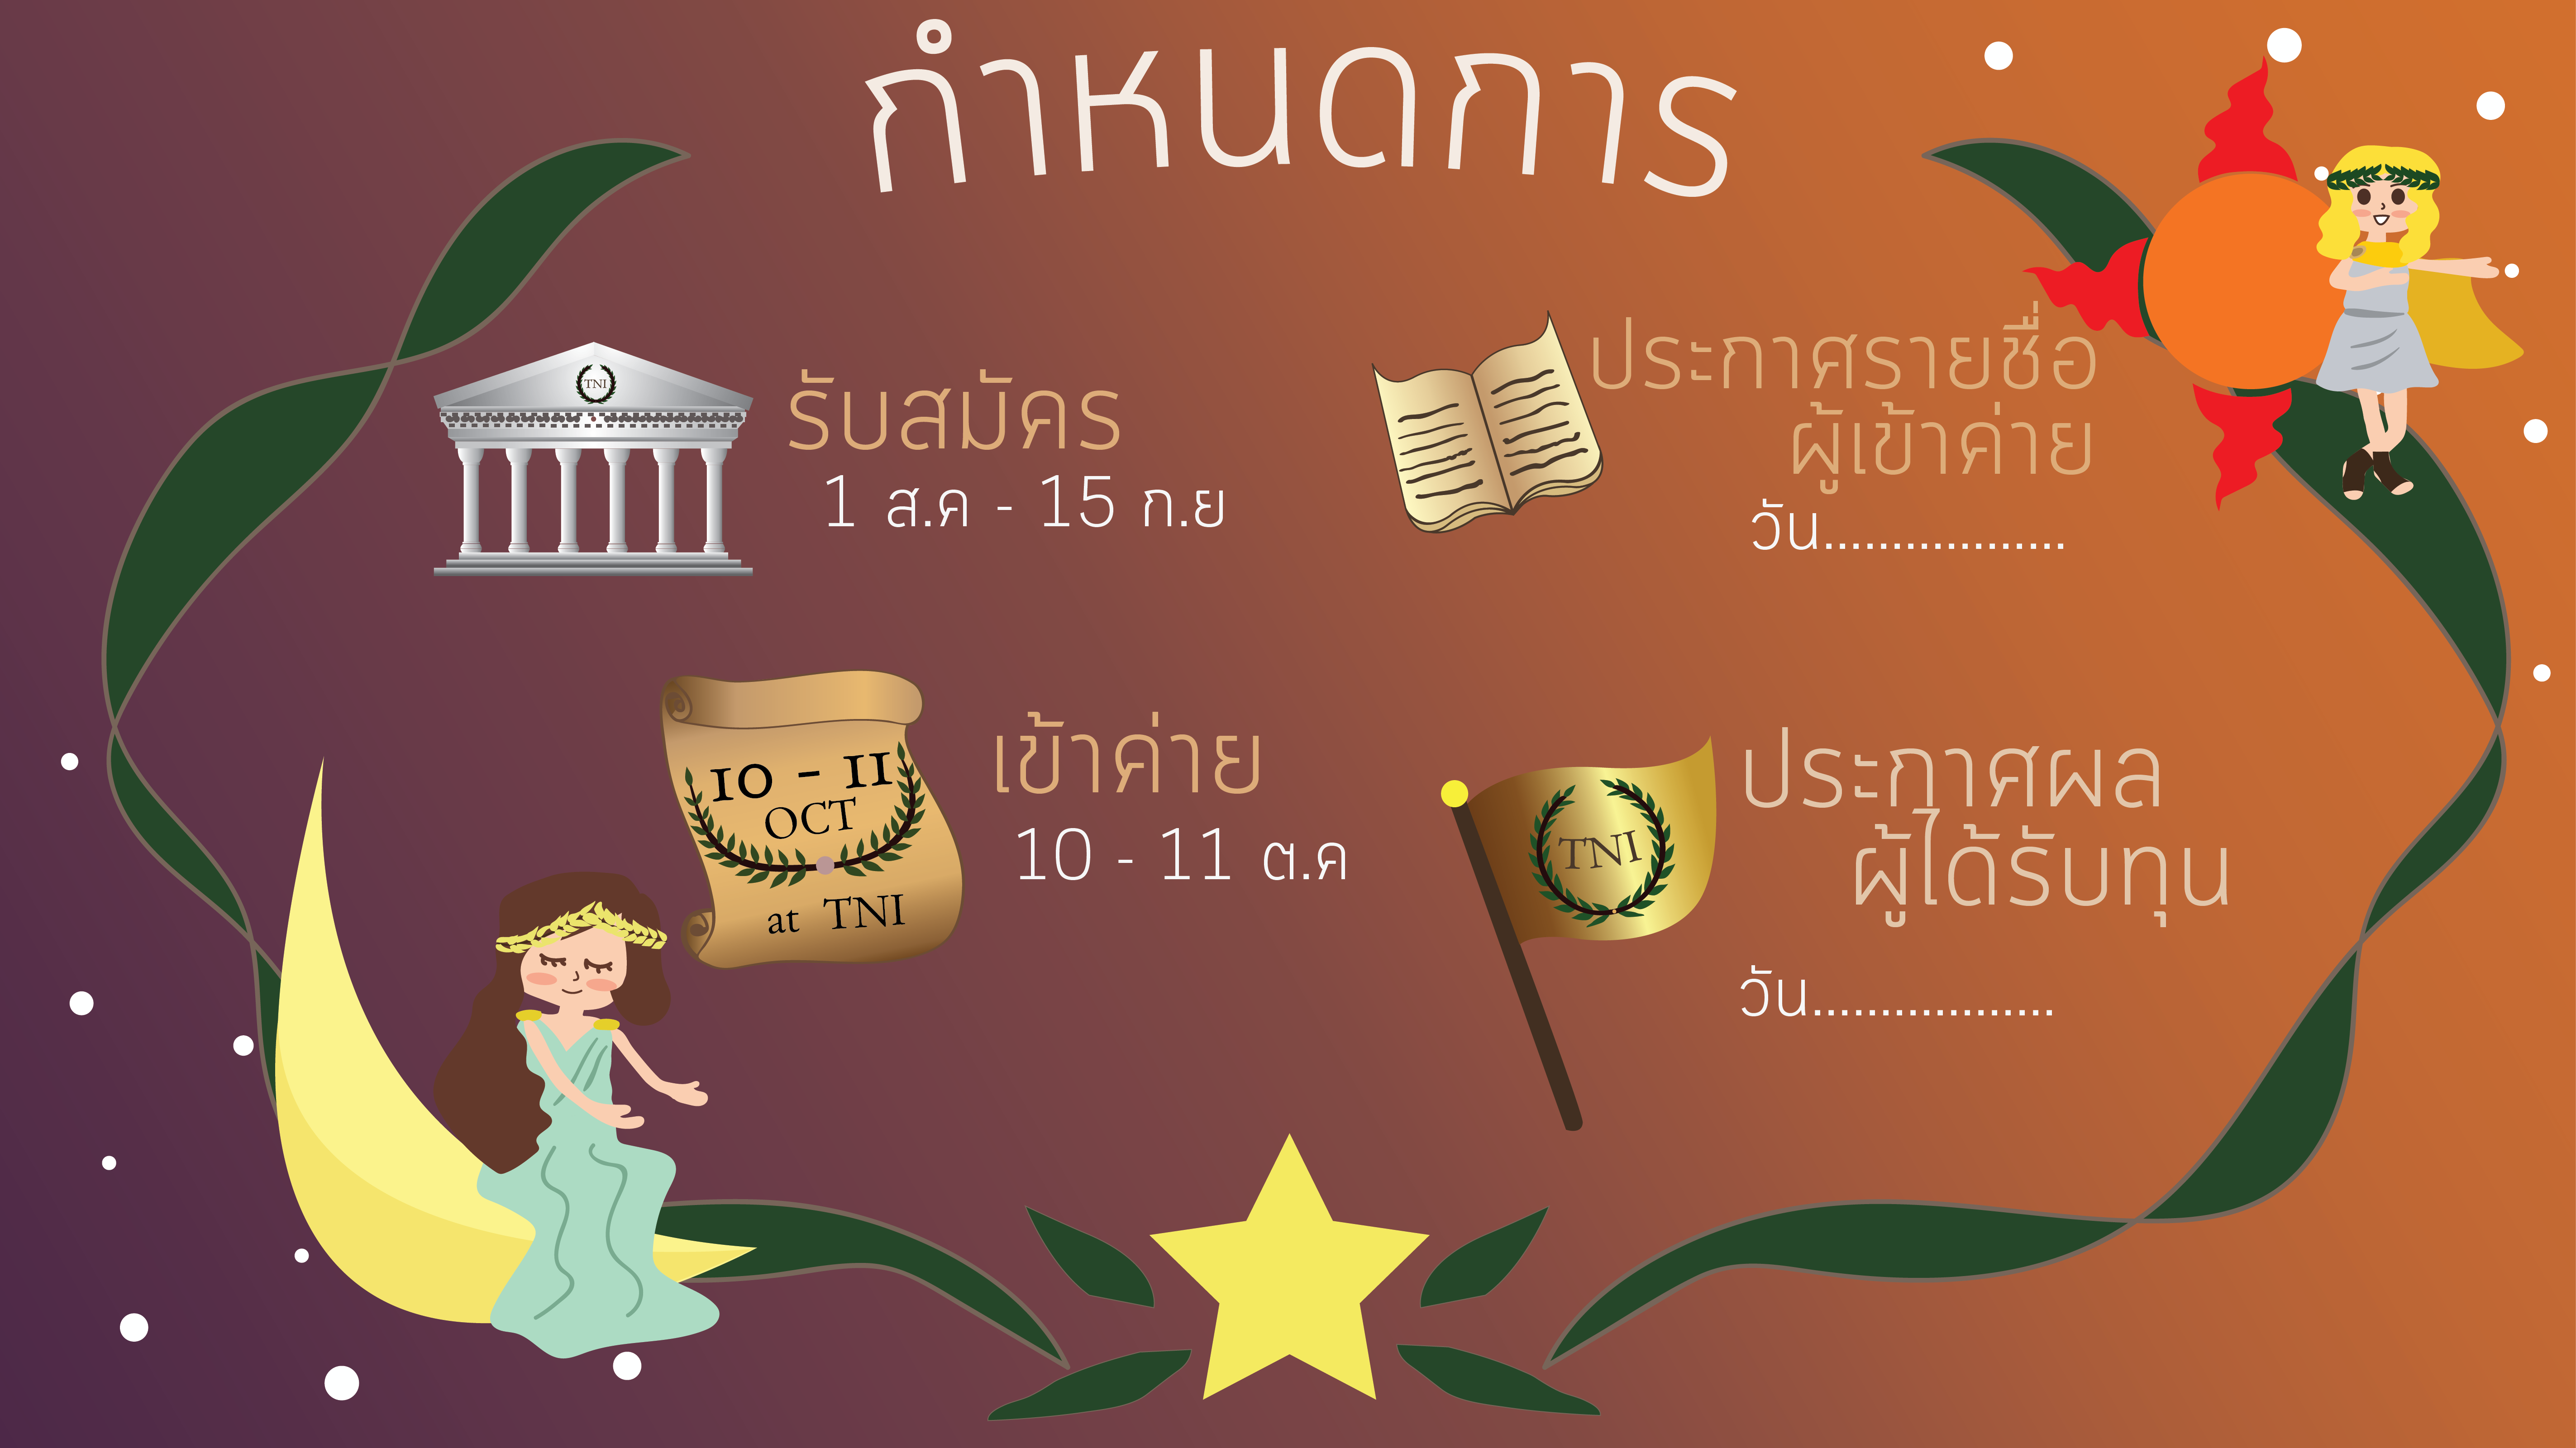 กำหนดการ
TNI
รับสมัคร
1 ส.ค - 15 ก.ย
ประกาศรายชื่อ
ผู้เข้าค่าย
วัน..................
10 - 11
OCT
at TNI
เข้าค่าย
10 - 11 ต.ค
TNI
ประกาศผล
ผู้ได้รับทุน
วัน..................